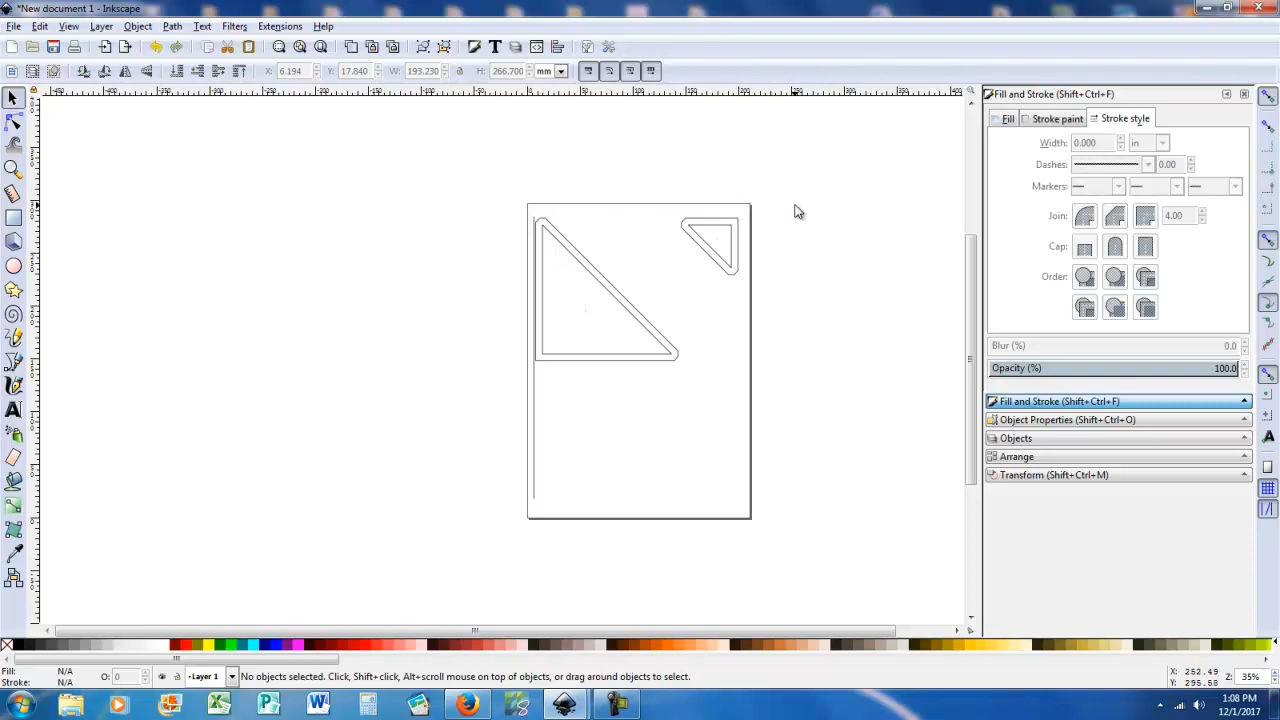 *New document 1 - Inkscape
File Edit View Layer Object Path Text Filters Extensions Help
X: 6.194 Y: 17.840 W: 193.230 H: 266.700 mm
Fill and Stroke (Shift+Ctrl+F)
Fill Stroke paint Stroke style
Width: 0.000 in
Dashes: 0.00
Markers:
Join: 4.00
Cap:
Order:
Blur (%) 0.0
Opacity (%) 100.0
Fill and Stroke (Shift+Ctrl+F)
Object Properties (Shift+Ctrl+O)
Objects
Arrange
Transform (Shift+Ctrl+M)
Fill: N/A
Stroke: N/A
O: 0
Layer 1
No objects selected. Click, Shift+click, Alt+scroll mouse on top of objects, or drag around objects to select.
X: 252.49
Y: 295.58
Z: 35%
1:08 PM
12/1/2017